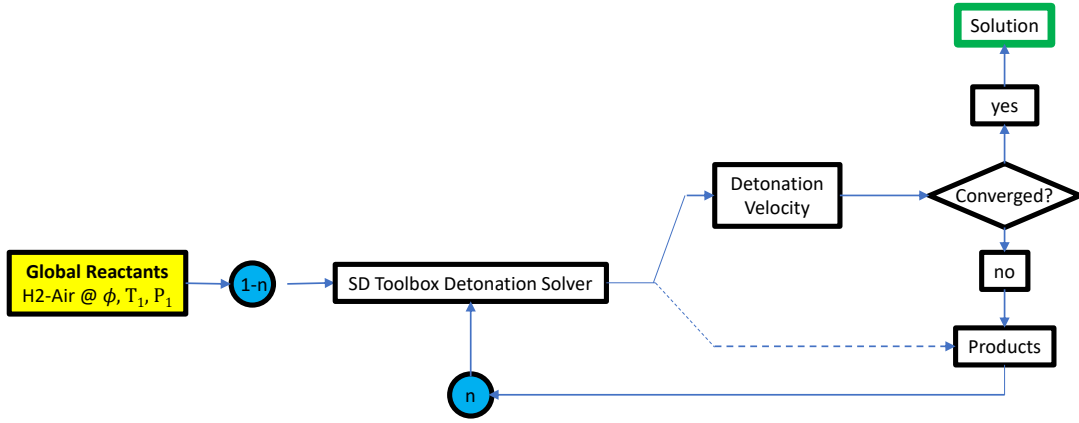 Solution
yes
Detonation
Velocity
Converged?
Global Reactants
H2-Air @ ϕ, T₁, P₁
1-n
SD Toolbox Detonation Solver
no
Products
n